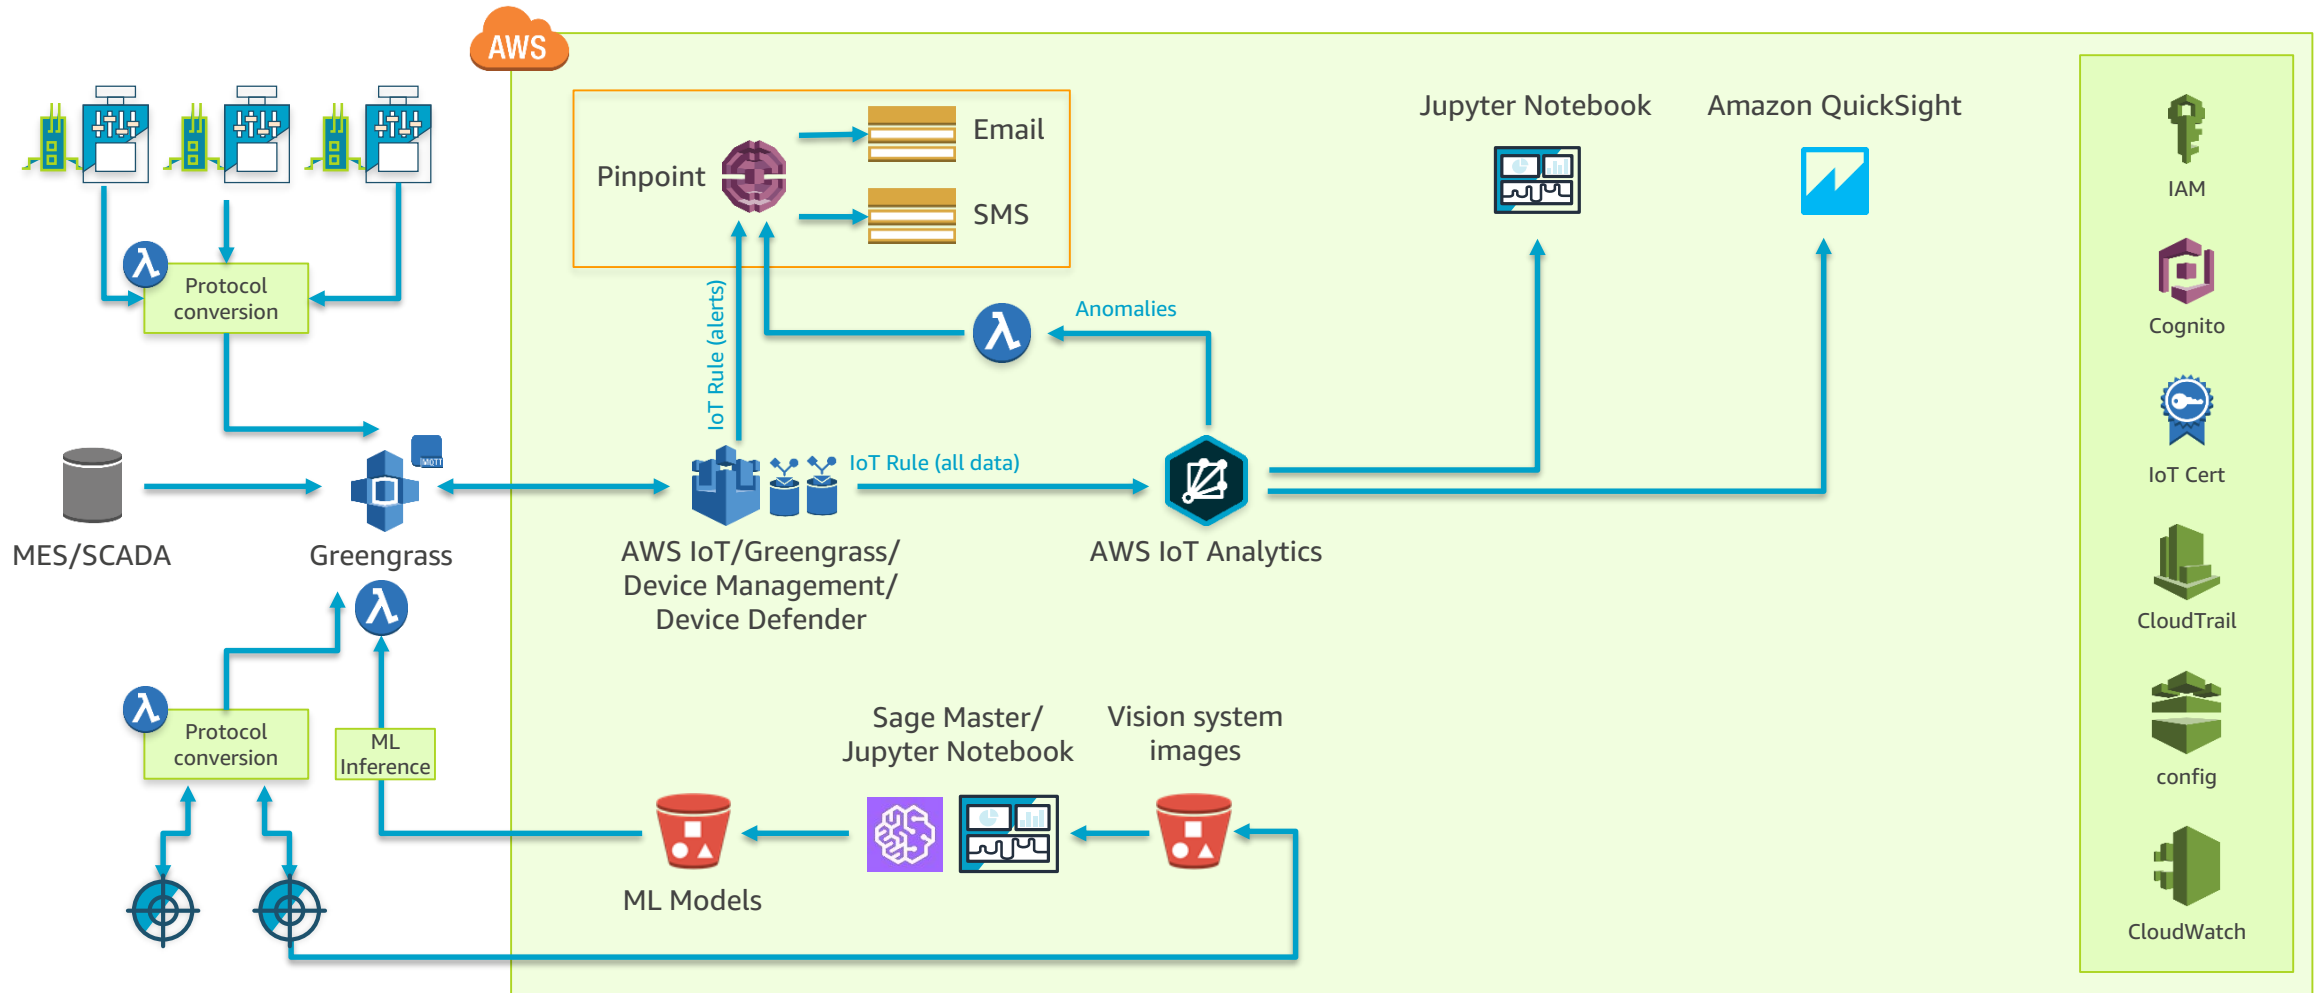 AWS
Jupyter Notebook
Amazon QuickSight
Email
Pinpoint
SMS
IAM
λ
Protocol
conversion
IoT Rule (alerts)
λ
Anomalies
Cognito
MQTT
IoT Rule (all data)
IoT Cert
MES/SCADA
Greengrass
AWS IoT/Greengrass/
Device Management/
Device Defender
AWS IoT Analytics
λ
CloudTrail
λ
Protocol
conversion
ML
Inference
Sage Master/
Jupyter Notebook
Vision system
images
config
ML Models
CloudWatch